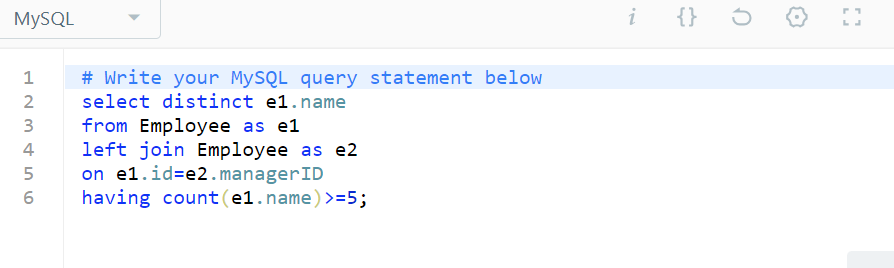 MySQL
i {}
1 # Write your MySQL query statement below
2 select distinct e1.name
3 from Employee as e1
4 left join Employee as e2
5 on e1.id=e2.managerID
6 having count(e1.name)>=5;